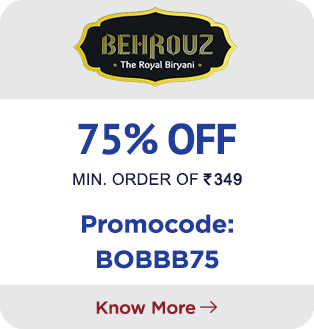 BEHROUZ
• The Royal Biryani •
75% OFF
MIN. ORDER OF ₹349
Promocode:
BOBBB75
Know More →